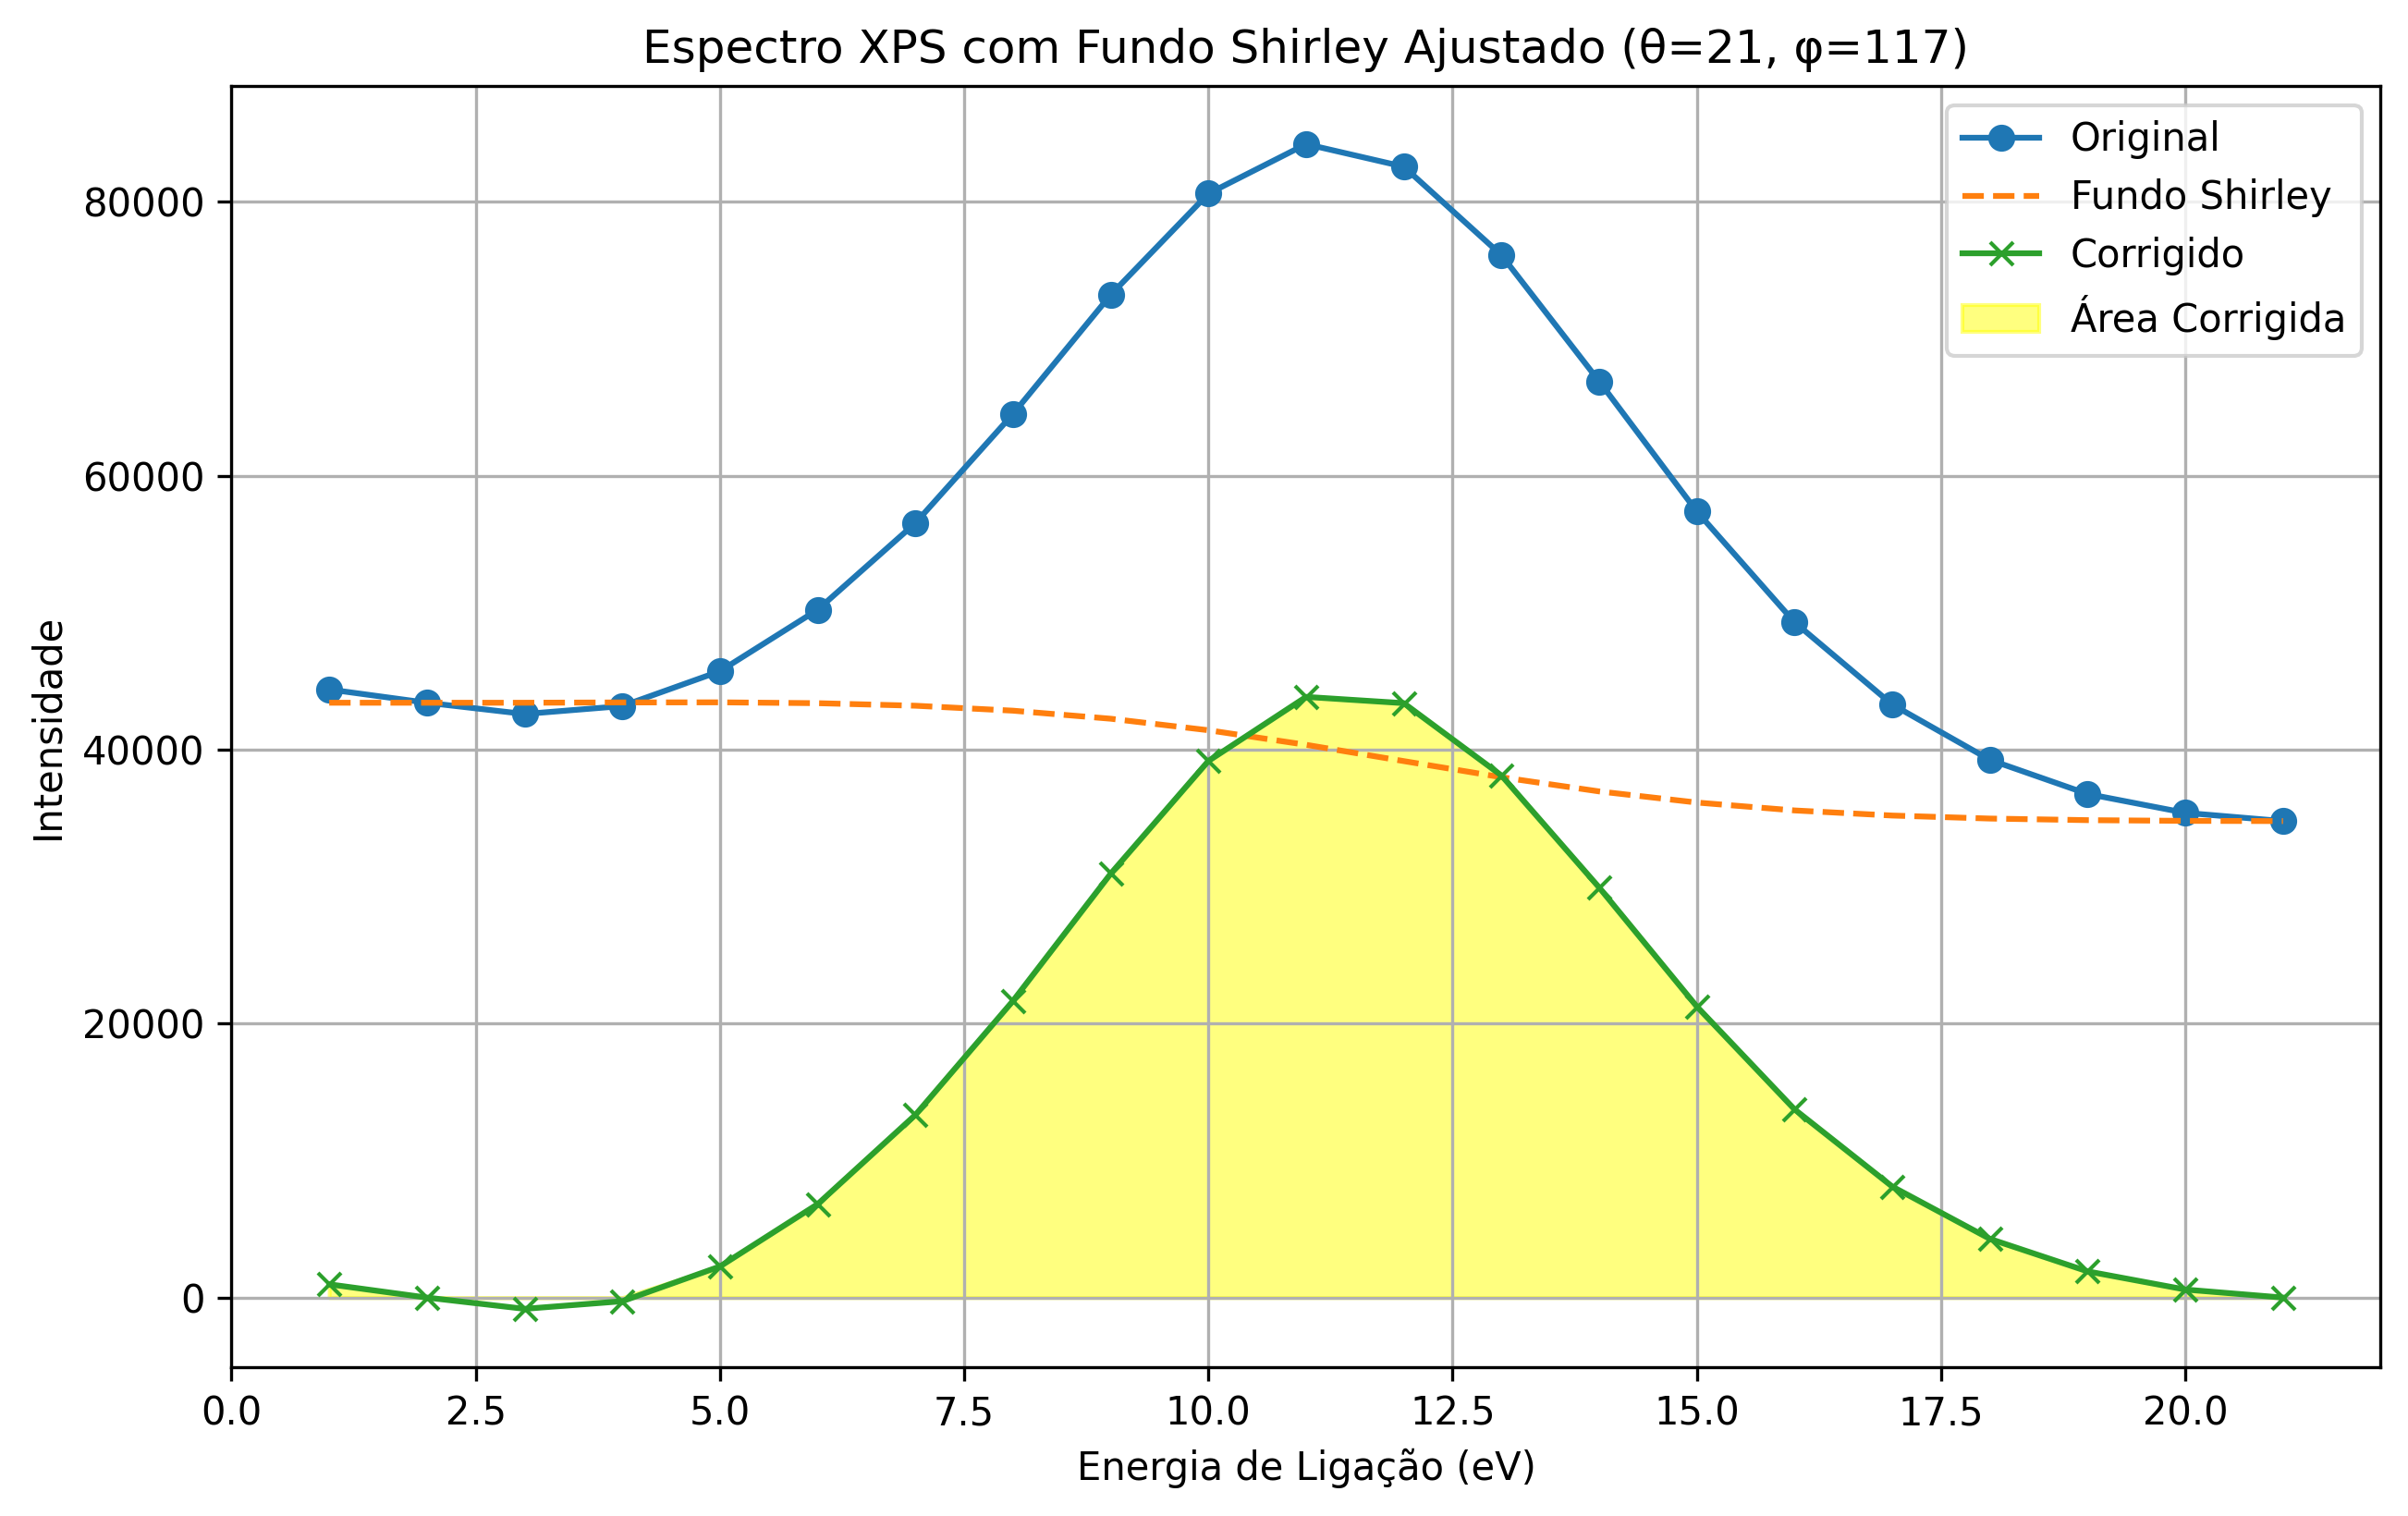 Espectro XPS com Fundo Shirley Ajustado (θ=21, φ=117)
Original
Fundo Shirley
Corrigido
Área Corrigida
Intensidade
80000
60000
40000
20000
0
0.0 2.5 5.0 7.5 10.0 12.5 15.0 17.5 20.0
Energia de Ligação (eV)